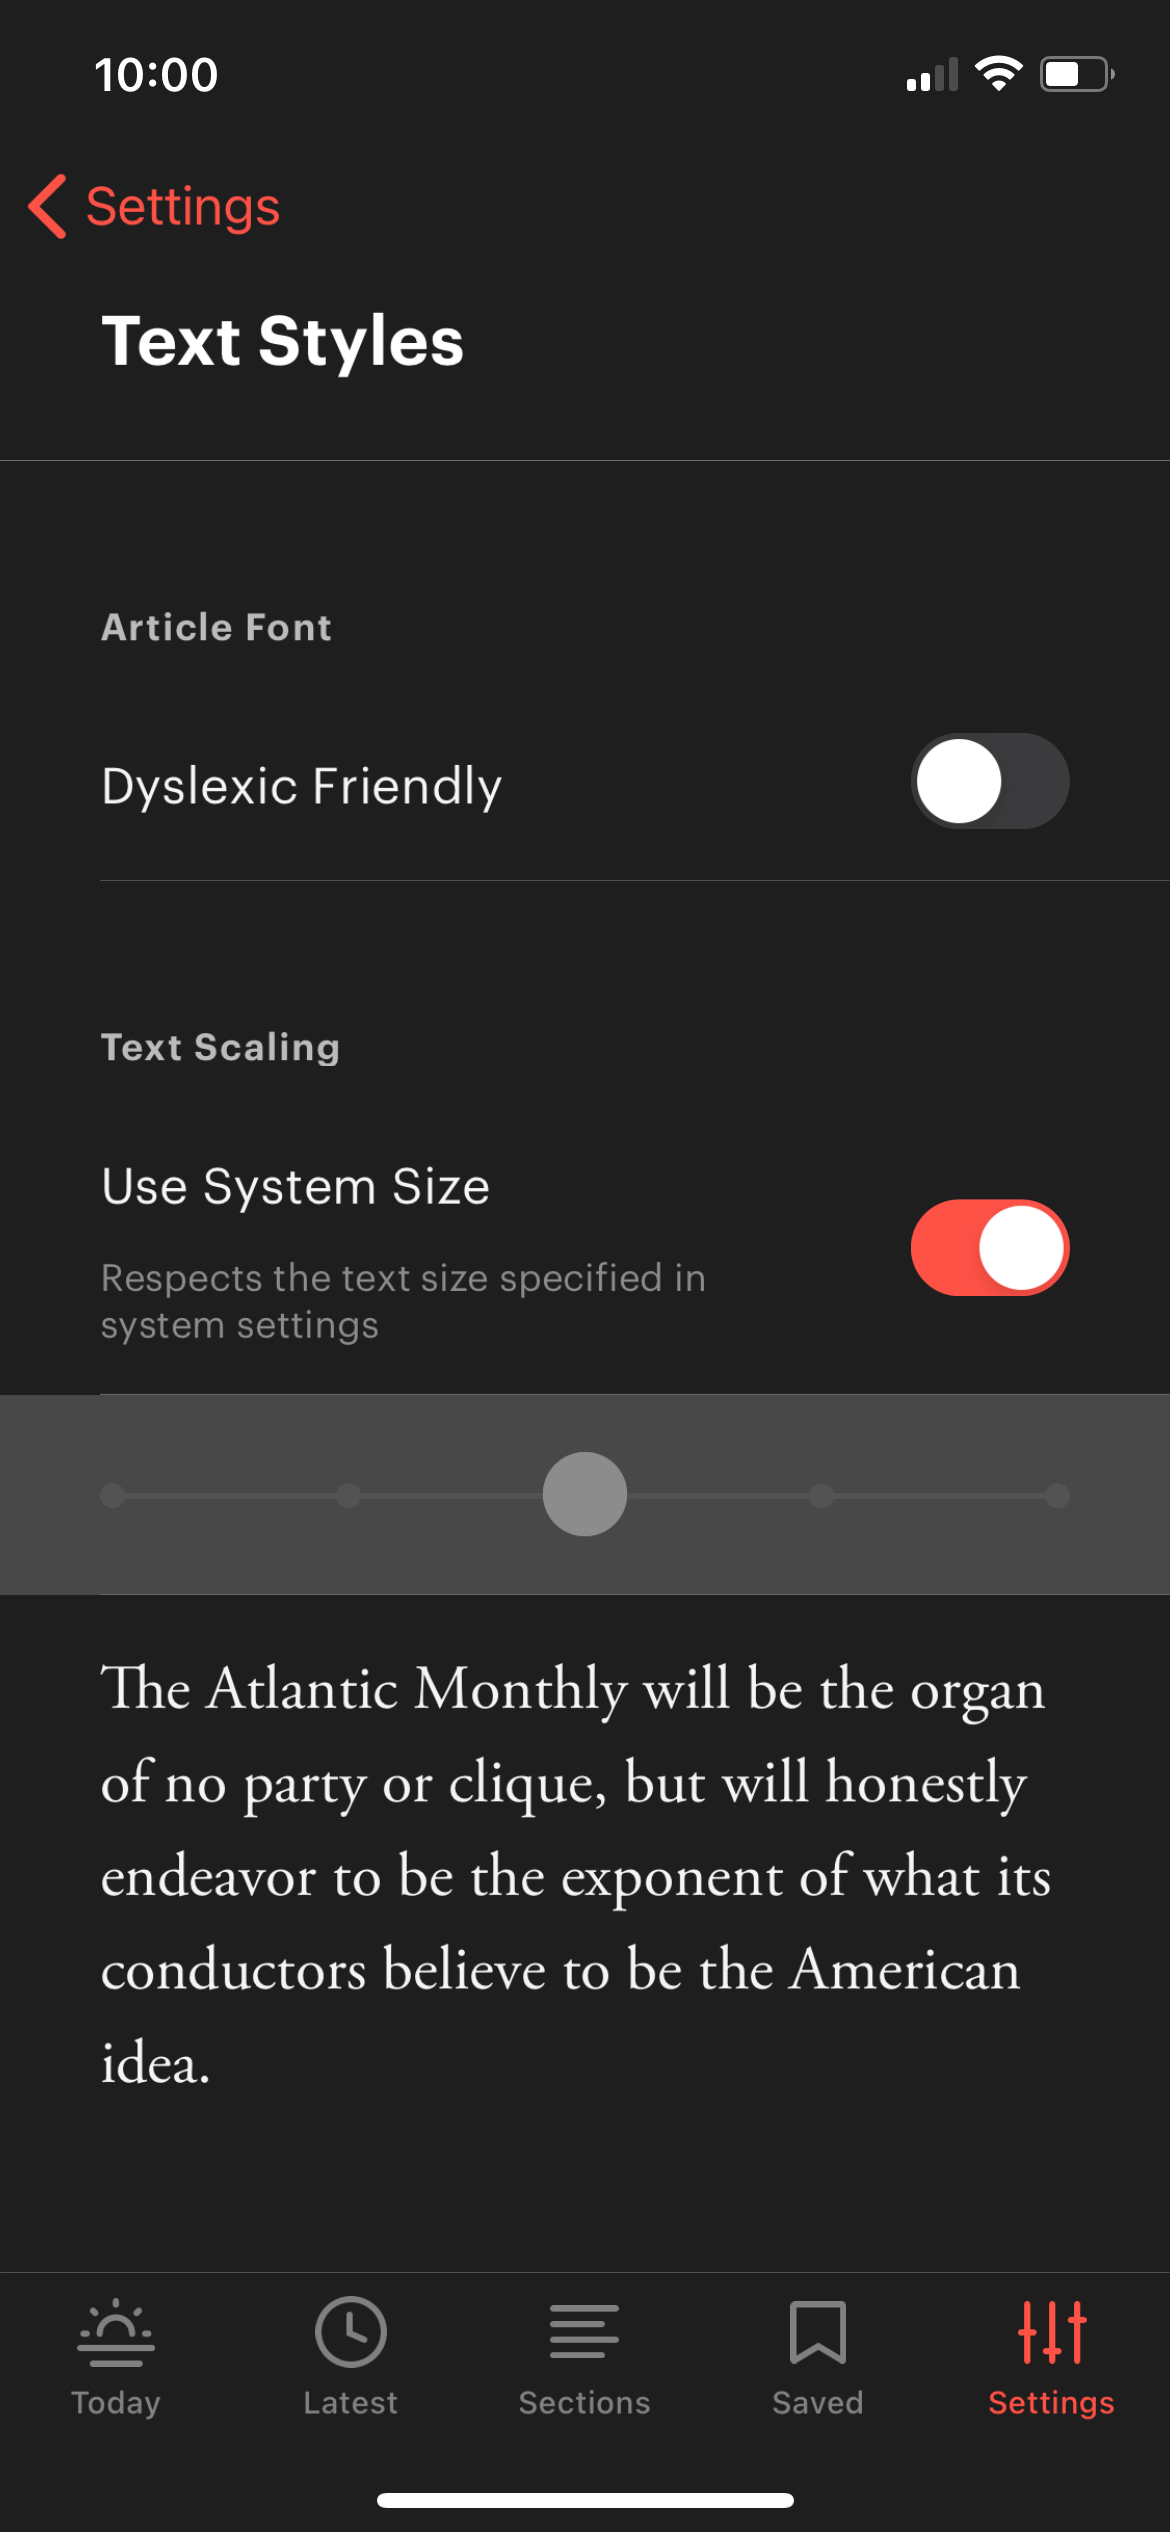 10:00
Settings
Text Styles
Article Font
Dyslexic Friendly
Text Scaling
Use System Size
Respects the text size specified in
system settings
The Atlantic Monthly will be the organ
of no party or clique, but will honestly
endeavor to be the exponent of what its
conductors believe to be the American
idea.
Today
Latest
Sections
Saved
Settings